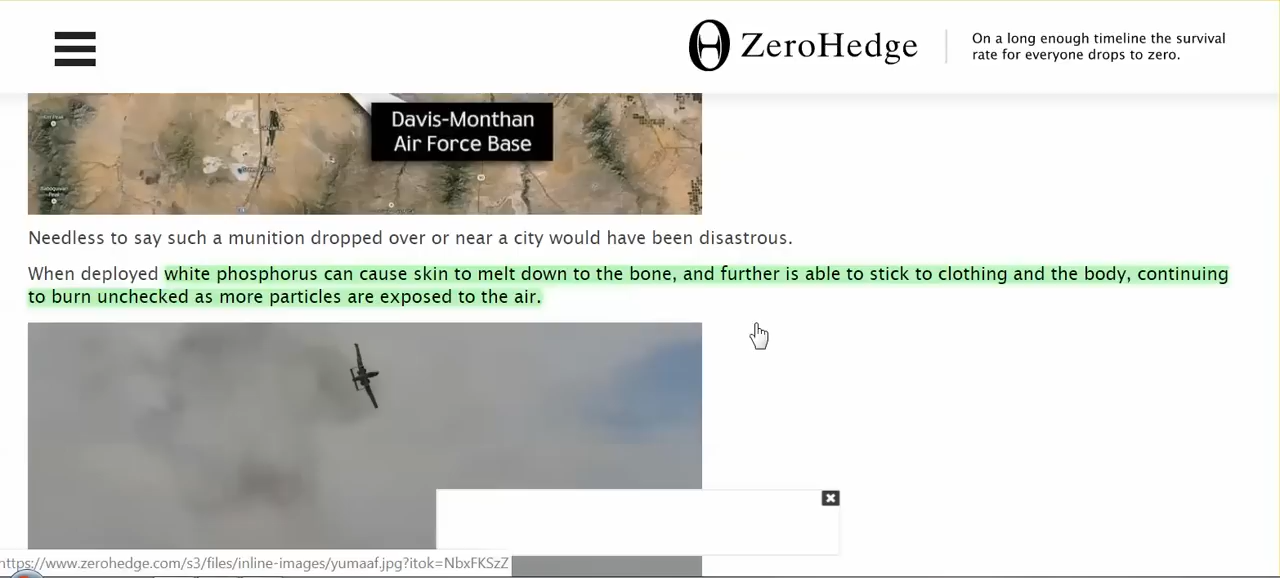 ZeroHedge
On a long enough timeline the survival
rate for everyone drops to zero.
Davis-Monthan
Air Force Base
Needless to say such a munition dropped over or near a city would have been disastrous.
When deployed white phosphorus can cause skin to melt down to the bone, and further is able to stick to clothing and the body, continuing
to burn unchecked as more particles are exposed to the air.
https://www.zerohedge.com/s3/files/inline-images/yumaaf.jpg?itok=NbxFKSzZ